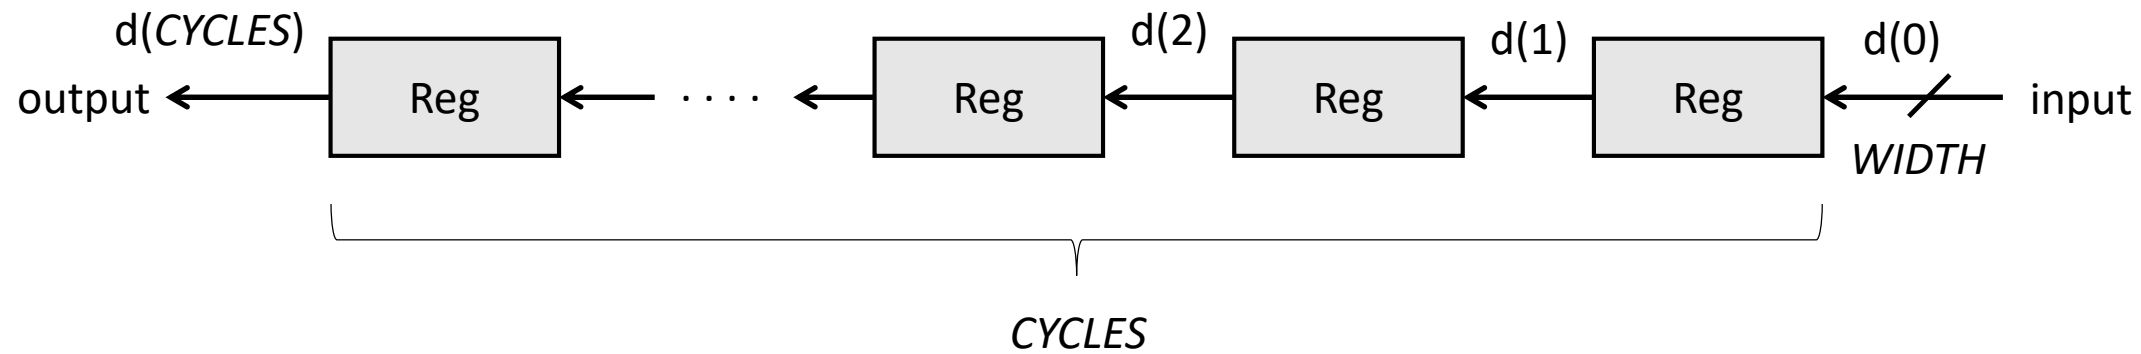 d(CYCLES)
d(2)
d(1)
d(0)
output
Reg
. . . .
Reg
Reg
Reg
input
WIDTH
CYCLES